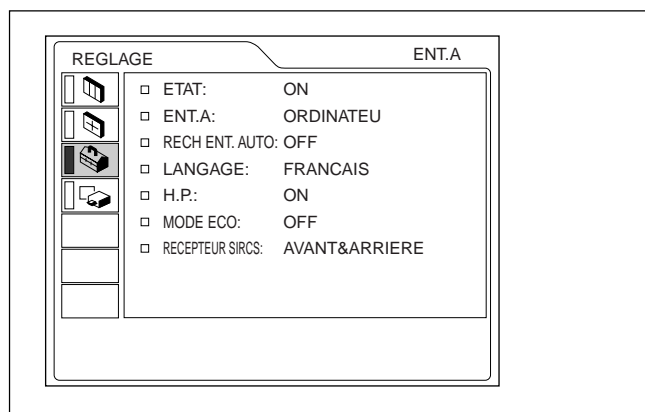 REGLAGE ENT.A
ETAT: ON
ENT.A: ORDINATEU
RECH ENT. AUTO: OFF
LANGAGE: FRANCAIS
H.P.: ON
MODE ECO: OFF
RECEPTEUR SIRCS: AVANT&ARRIERE